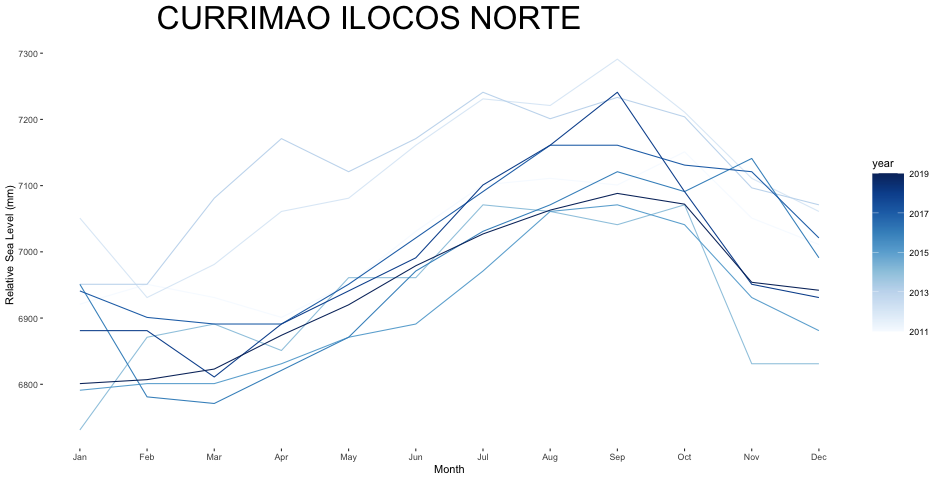 CURRIMAO ILOCOS NORTE
7300
7200
7100
7000
6900
6800
Relative Sea Level (mm)
Jan Feb Mar Apr May Jun Jul Aug Sep Oct Nov Dec
Month
year
2019
2017
2015
2013
2011